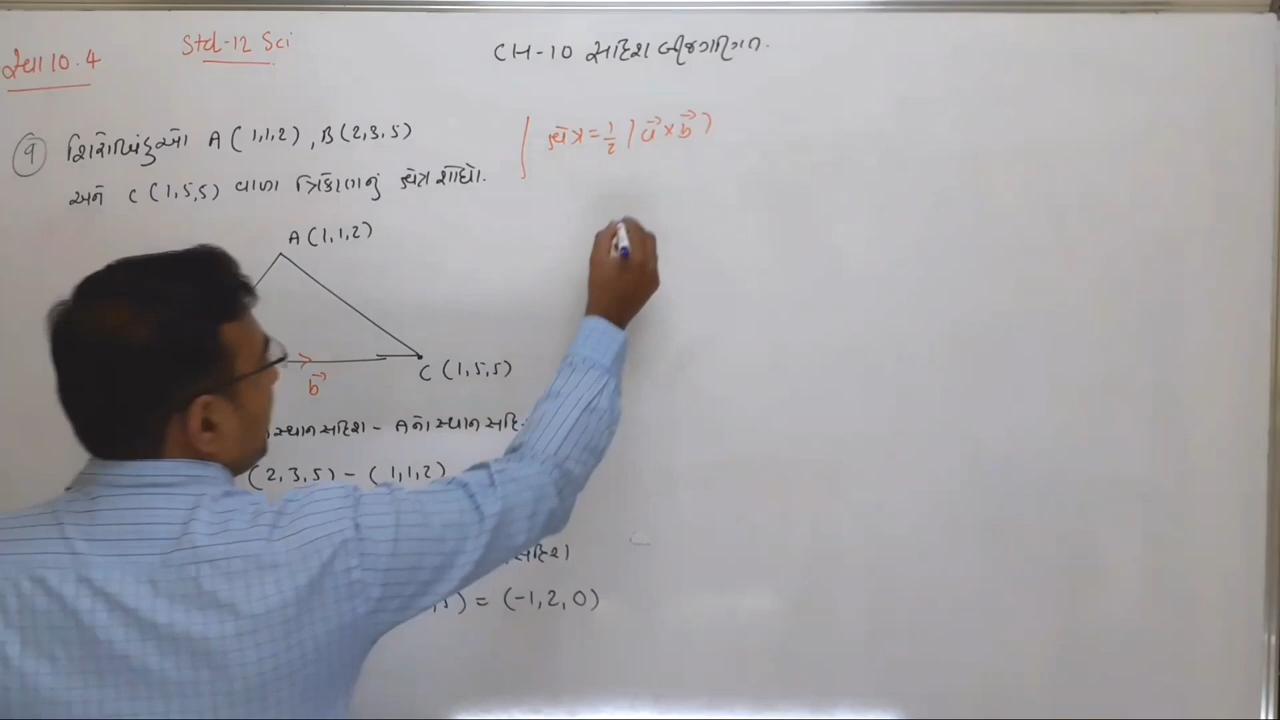 સ્વા 10.4
Std-12 Sci
CH-10 સદિશ બીજગણિત.
9 શિરોબિંદુઓ A(1,1,2), B(2,3,5)
અને C(1,5,5) વાળા ત્રિકોણનું ક્ષેત્ર શોધો.
ક્ષેત્ર = 1/2 |a⃗ × b⃗)
A(1,1,2)
C(1,5,5)
b⃗
સ્થાન સદિશ - Aનો સ્થાન સદિ
(2,3,5) - (1,1,2)
સદિશ
) = (-1,2,0)